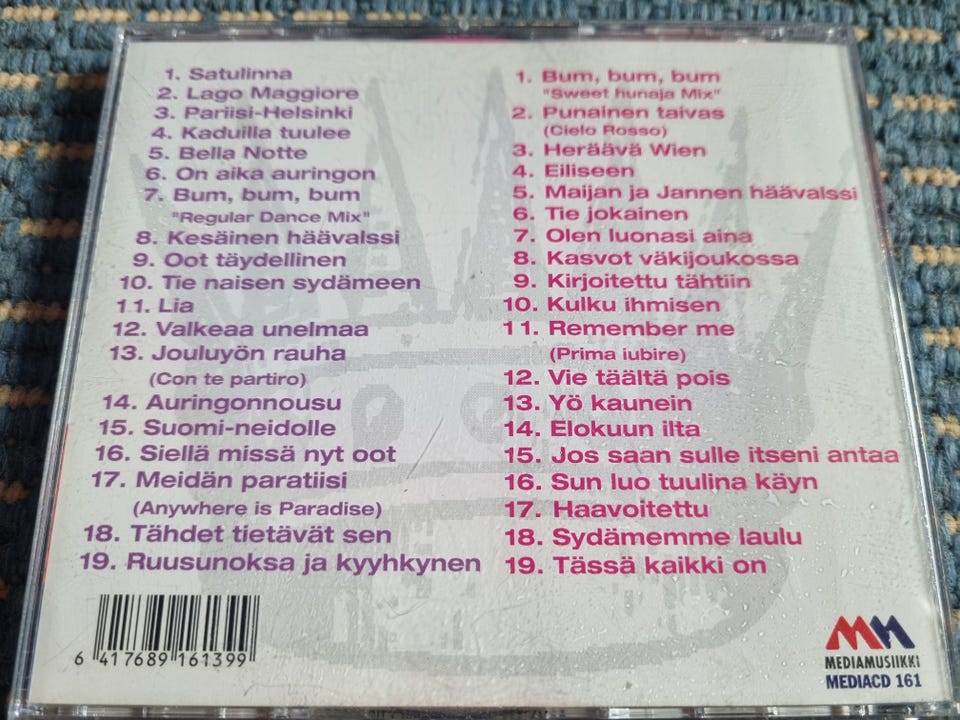 1. Satulinna
2. Lago Maggiore
3. Pariisi-Helsinki
4. Kaduilla tuulee
5. Bella Notte
6. On aika auringon
7. Bum, bum, bum
"Regular Dance Mix"
8. Kesäinen häävalssi
9. Oot täydellinen
10. Tie naisen sydämeen
11. Lia
12. Valkeaa unelmaa
13. Jouluyön rauha
(Con te partiro)
14. Auringonnousu
15. Suomi-neidolle
16. Siellä missä nyt oot
17. Meidän paratiisi
(Anywhere is Paradise)
18. Tähdet tietävät sen
19. Ruusunoksa ja kyyhkynen
1. Bum, bum, bum
"Sweet hunaja Mix"
2. Punainen taivas
(Cielo Rosso)
3. Heräävä Wien
4. Eiliseen
5. Maijan ja Jannen häävalssi
6. Tie jokainen
7. Olen luonasi aina
8. Kasvot väkijoukossa
9. Kirjoitettu tähtiin
10. Kulku ihmisen
11. Remember me
(Prima iubire)
12. Vie täältä pois
13. Yö kaunein
14. Elokuun ilta
15. Jos saan sulle itseni antaa
16. Sun luo tuulina käyn
17. Haavoitettu
18. Sydämemme laulu
19. Tässä kaikki on
6 417689 161399
MM
MEDIAMUSIIKKI
MEDIACD 161